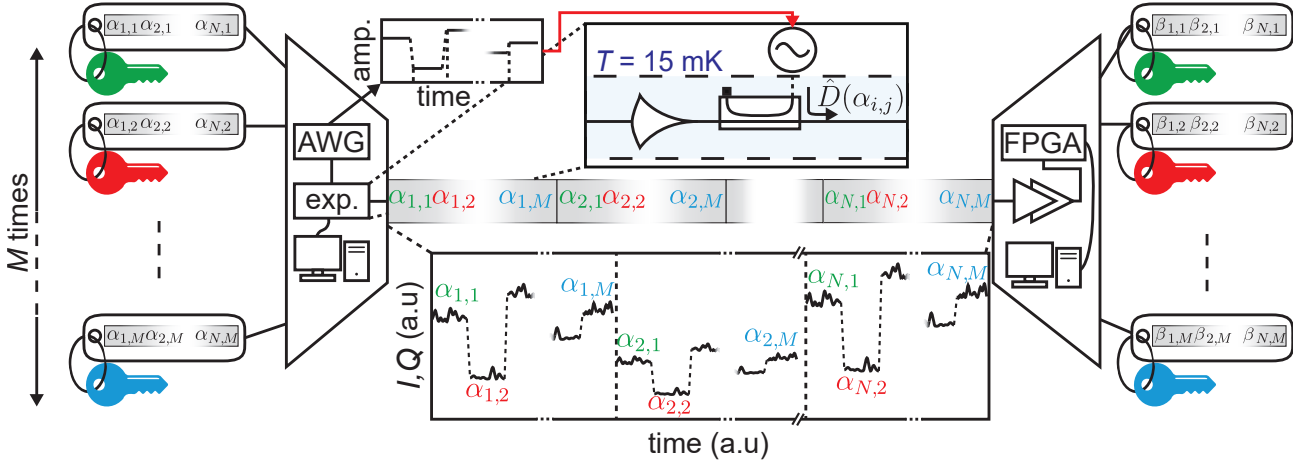 α1,1 α2,1 αN,1
α1,2 α2,2 αN,2
α1,M α2,M αN,M
M times
AWG
exp.
amp.
time
T = 15 mK
D̂(αi,j)
α1,1 α1,2 α1,M α2,1 α2,2 α2,M αN,1 αN,2 αN,M
I,Q (a.u)
α1,1
α1,2
α1,M
α2,1
α2,2
α2,M
αN,1
αN,2
αN,M
time (a.u)
FPGA
β1,1 β2,1 βN,1
β1,2 β2,2 βN,2
β1,M β2,M βN,M